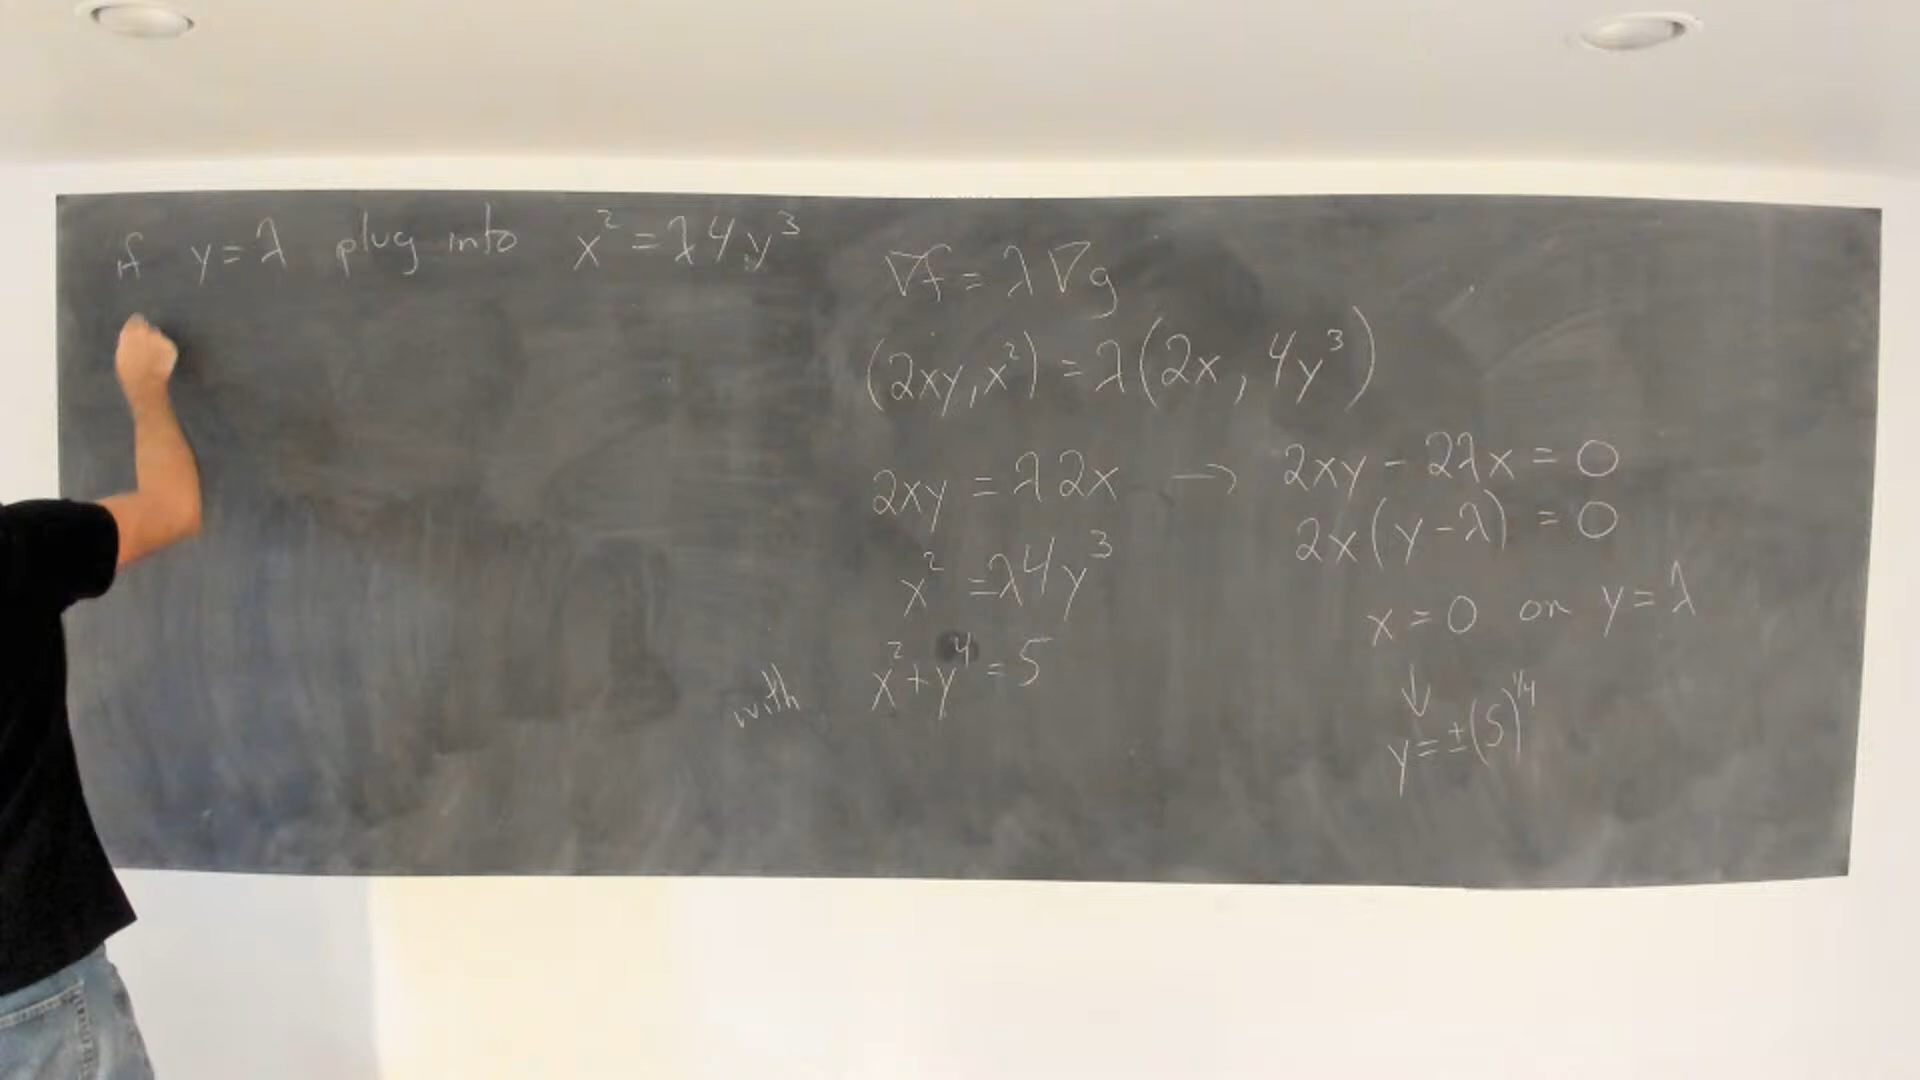 if y = λ plug into x² = λ4y³
∇f = λ∇g
(2xy, x²) = λ(2x, 4y³)
2xy = λ2x → 2xy - 2λx = 0
2x(y - λ) = 0
x² = λ4y³
x = 0 or y = λ
with x² + y⁴ = 5
↓
y = ±(5)^{1/4}